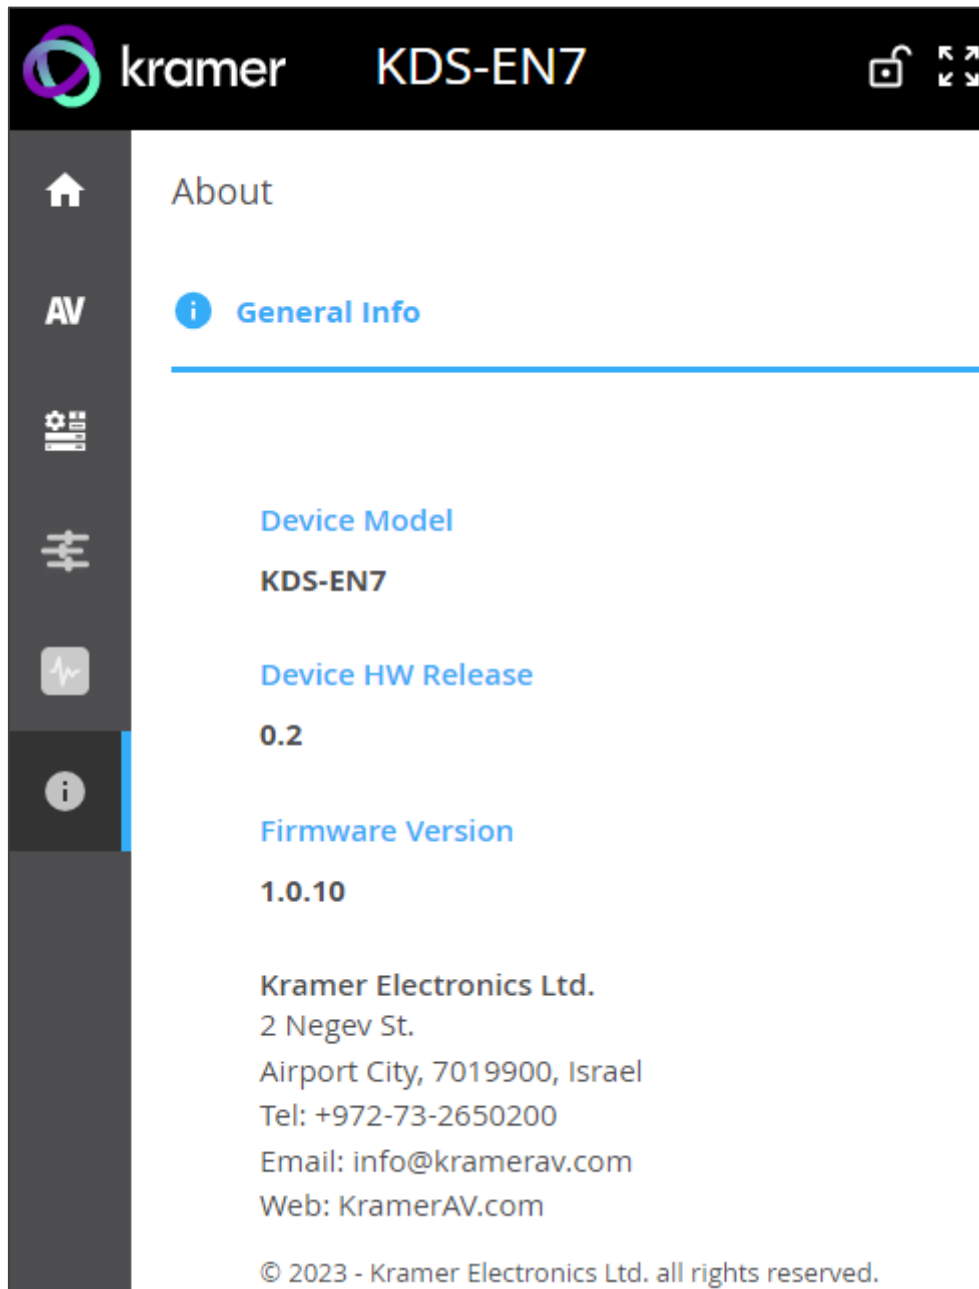 kramer KDS-EN7
About
AV
General Info
Device Model
KDS-EN7
Device HW Release
0.2
Firmware Version
1.0.10
Kramer Electronics Ltd.
2 Negev St.
Airport City, 7019900, Israel
Tel: +972-73-2650200
Email: info@kramerav.com
Web: KramerAV.com
© 2023 - Kramer Electronics Ltd. all rights reserved.